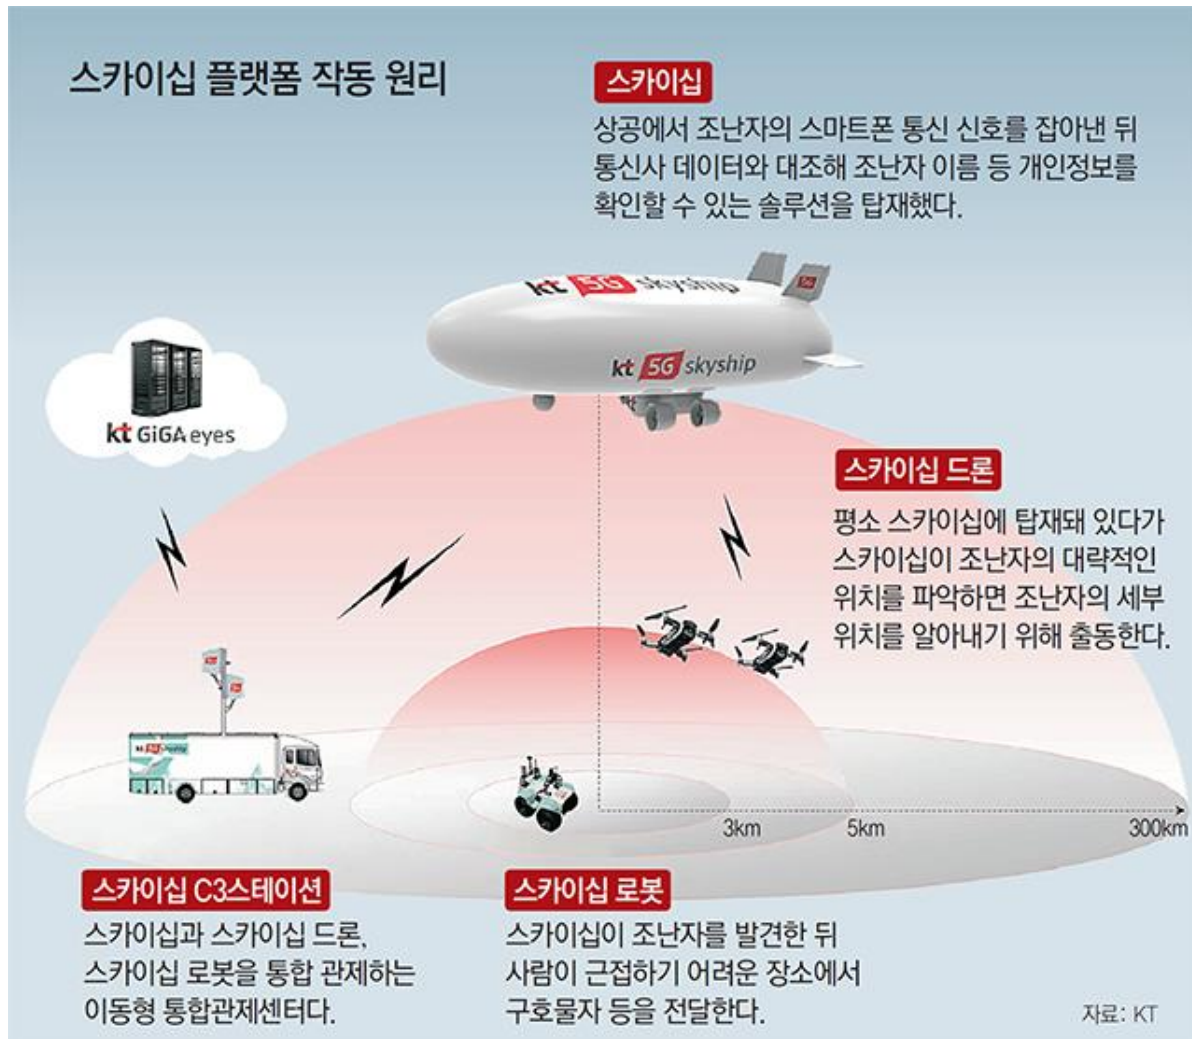 스카이십 플랫폼 작동 원리
스카이십
상공에서 조난자의 스마트폰 통신 신호를 잡아낸 뒤
통신사 데이터와 대조해 조난자 이름 등 개인정보를
확인할 수 있는 솔루션을 탑재했다.
kt 5G skyship
kt 5G skyship
5G
kt GiGA eyes
스카이십 드론
평소 스카이십에 탑재돼 있다가
스카이십이 조난자의 대략적인
위치를 파악하면 조난자의 세부
위치를 알아내기 위해 출동한다.
3km
5km
300km
스카이십 C3스테이션
스카이십과 스카이십 드론,
스카이십 로봇을 통합 관제하는
이동형 통합관제센터다.
스카이십 로봇
스카이십이 조난자를 발견한 뒤
사람이 근접하기 어려운 장소에서
구호물자 등을 전달한다.
자료: KT